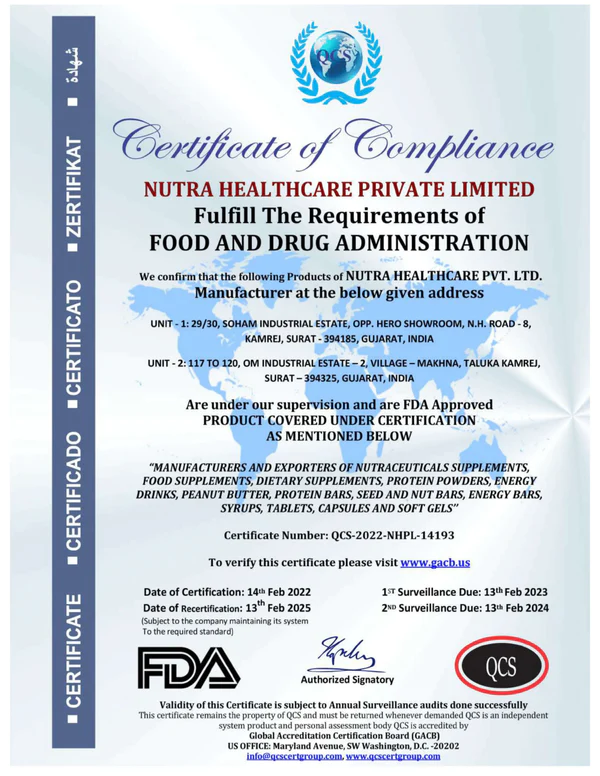 QCS
Certificate of Compliance
NUTRA HEALTHCARE PRIVATE LIMITED
Fulfill The Requirements of
FOOD AND DRUG ADMINISTRATION
We confirm that the following Products of NUTRA HEALTHCARE PVT. LTD.
Manufacturer at the below given address
UNIT - 1: 29/30, SOHAM INDUSTRIAL ESTATE, OPP. HERO SHOWROOM, N.H. ROAD - 8,
KAMREJ, SURAT - 394185, GUJARAT, INDIA
UNIT - 2: 117 TO 120, OM INDUSTRIAL ESTATE – 2, VILLAGE – MAKHNA, TALUKA KAMREJ,
SURAT – 394325, GUJARAT, INDIA
Are under our supervision and are FDA Approved
PRODUCT COVERED UNDER CERTIFICATION
AS MENTIONED BELOW
“MANUFACTURERS AND EXPORTERS OF NUTRACEUTICALS SUPPLEMENTS,
FOOD SUPPLEMENTS, DIETARY SUPPLEMENTS, PROTEIN POWDERS, ENERGY
DRINKS, PEANUT BUTTER, PROTEIN BARS, SEED AND NUT BARS, ENERGY BARS,
SYRUPS, TABLETS, CAPSULES AND SOFT GELS’’
Certificate Number: QCS-2022-NHPL-14193
To verify this certificate please visit www.gacb.us
Date of Certification: 14th Feb 2022
1ST Surveillance Due: 13th Feb 2023
Date of Recertification: 13th Feb 2025
2ND Surveillance Due: 13th Feb 2024
(Subject to the company maintaining its system
To the required standard)
FDA
Authorized Signatory
QCS
Validity of this Certificate is subject to Annual Surveillance audits done successfully
This certificate remains the property of QCS and must be returned whenever demanded QCS is an independent
system product and personal assessment body QCS is accredited by
Global Accreditation Certification Board (GACB)
US OFFICE: Maryland Avenue, SW Washington, D.C. -20202
info@qcscertgroup.com, www.qcscertgroup.com
■ CERTIFICATE ■ CERTIFICADO ■ CERTIFICATO ■ ZERTIFIKAT ■ شهادة